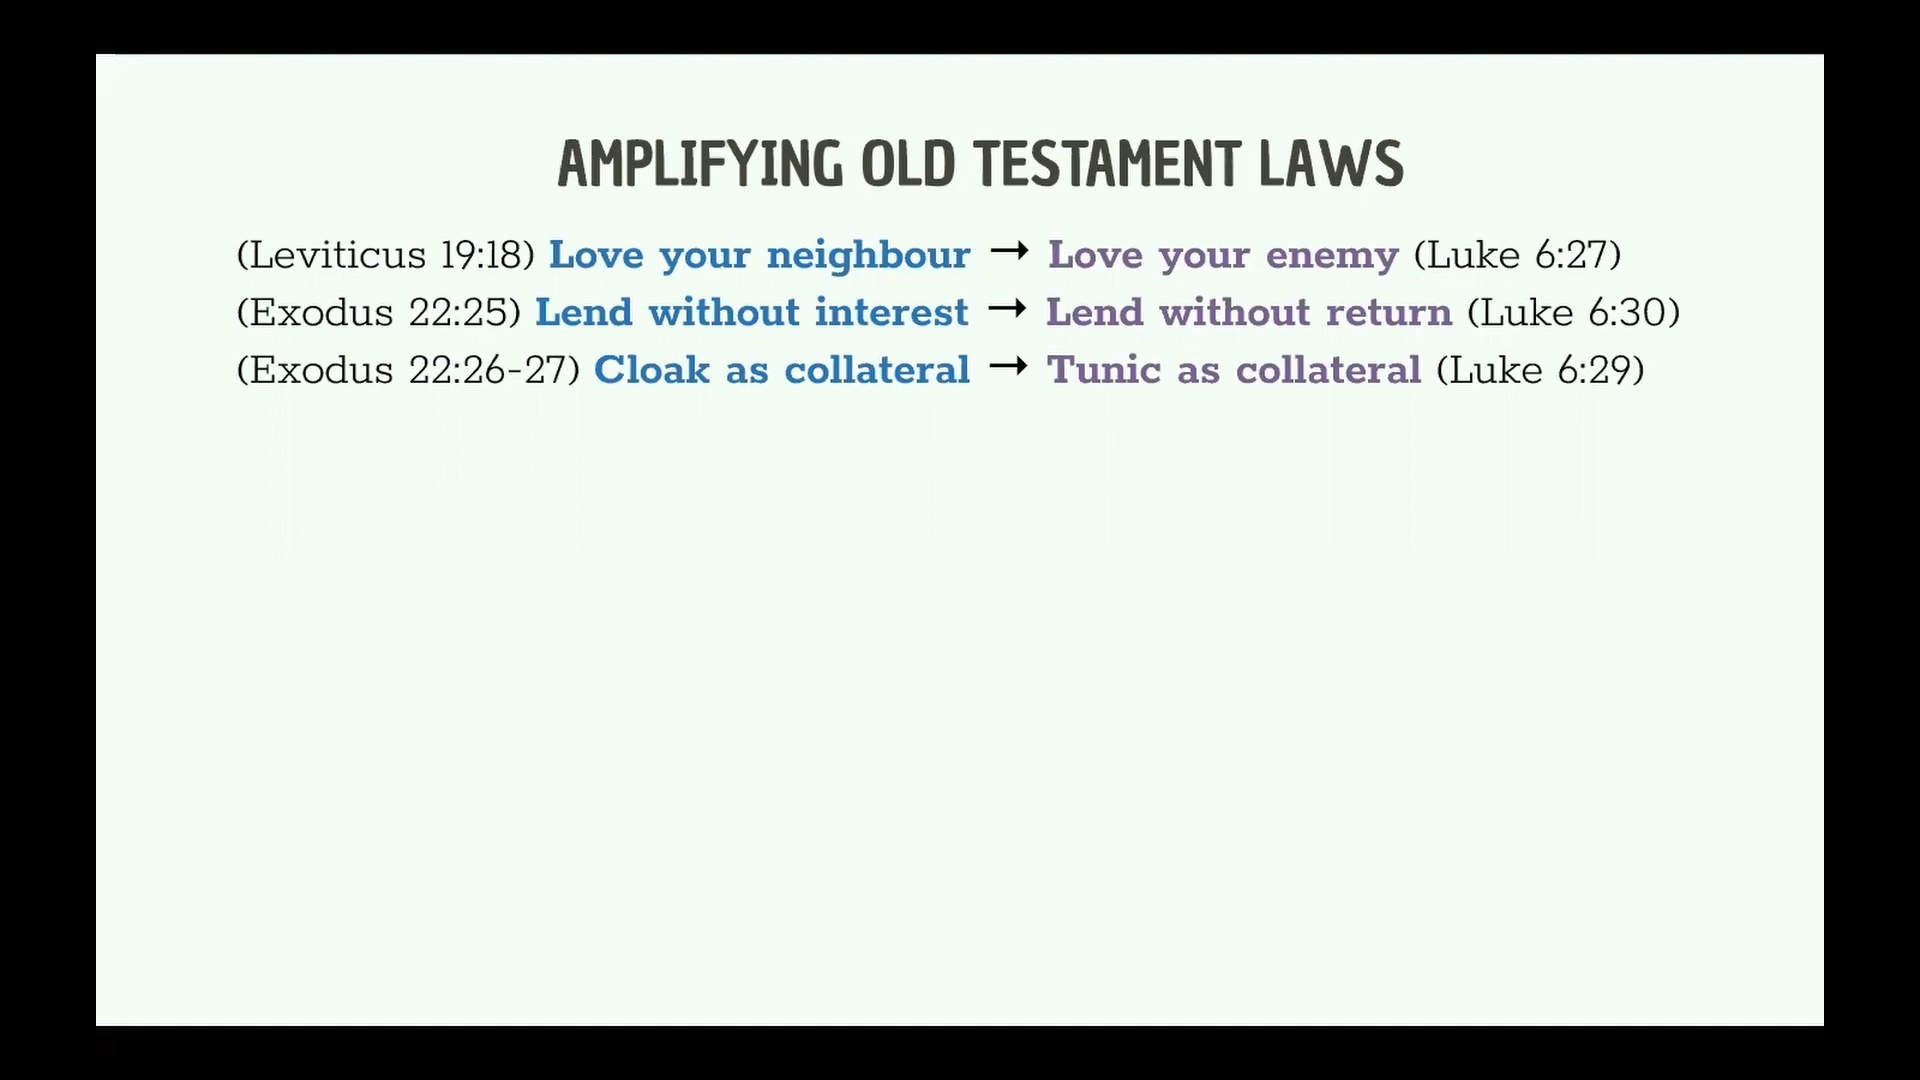 AMPLIFYING OLD TESTAMENT LAWS
(Leviticus 19:18) Love your neighbour → Love your enemy (Luke 6:27)
(Exodus 22:25) Lend without interest → Lend without return (Luke 6:30)
(Exodus 22:26-27) Cloak as collateral → Tunic as collateral (Luke 6:29)